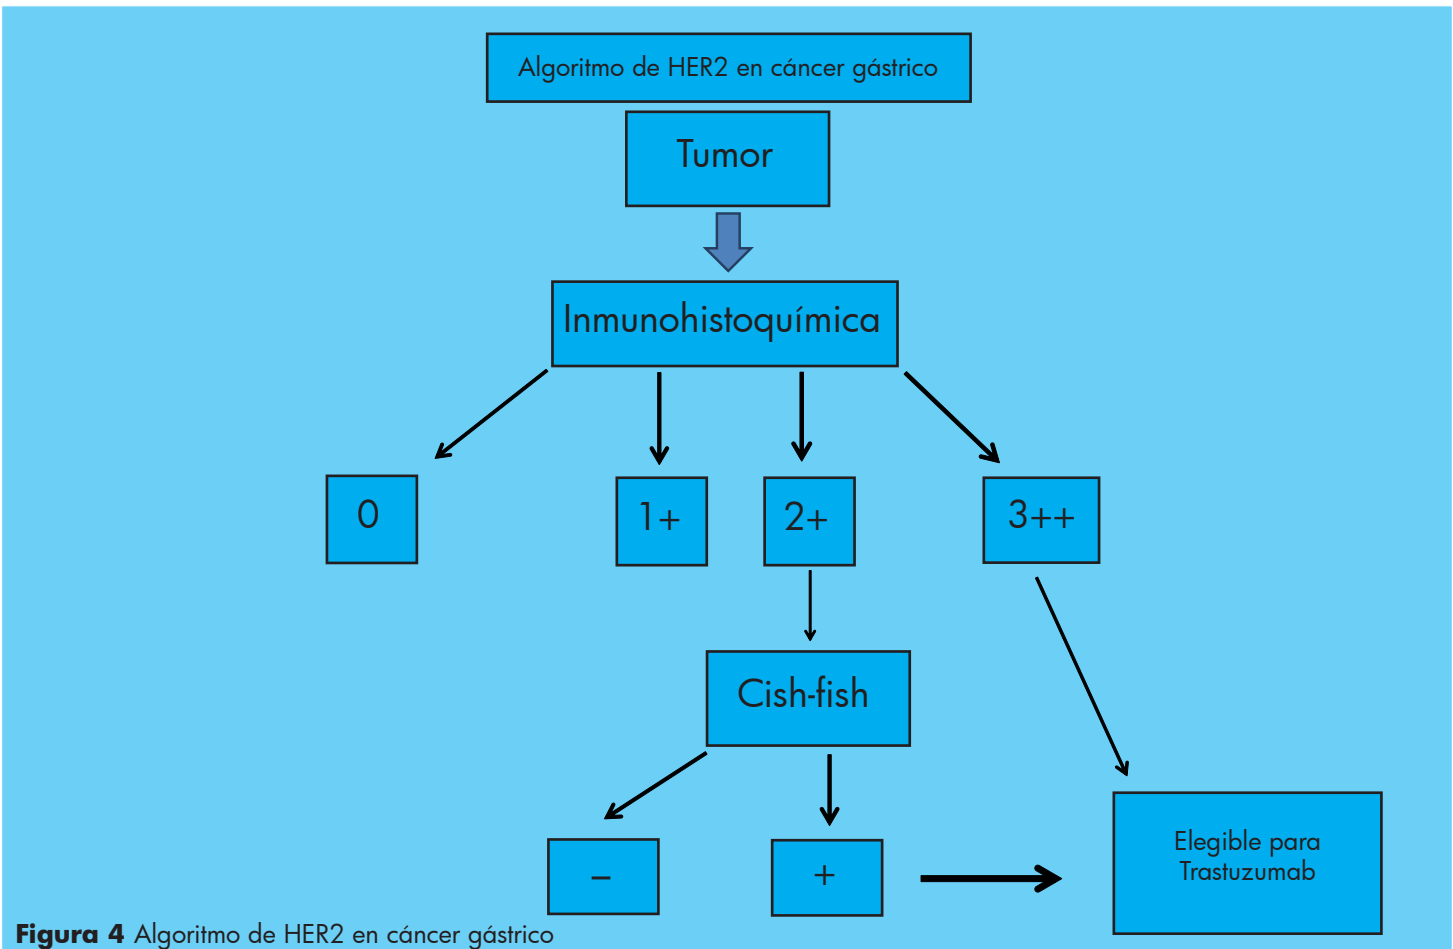 Algoritmo de HER2 en cáncer gástrico
Tumor
Inmunohistoquímica
0
1+
2+
3++
Cish-fish
–
+
Elegible para
Trastuzumab
Figura 4 Algoritmo de HER2 en cáncer gástrico